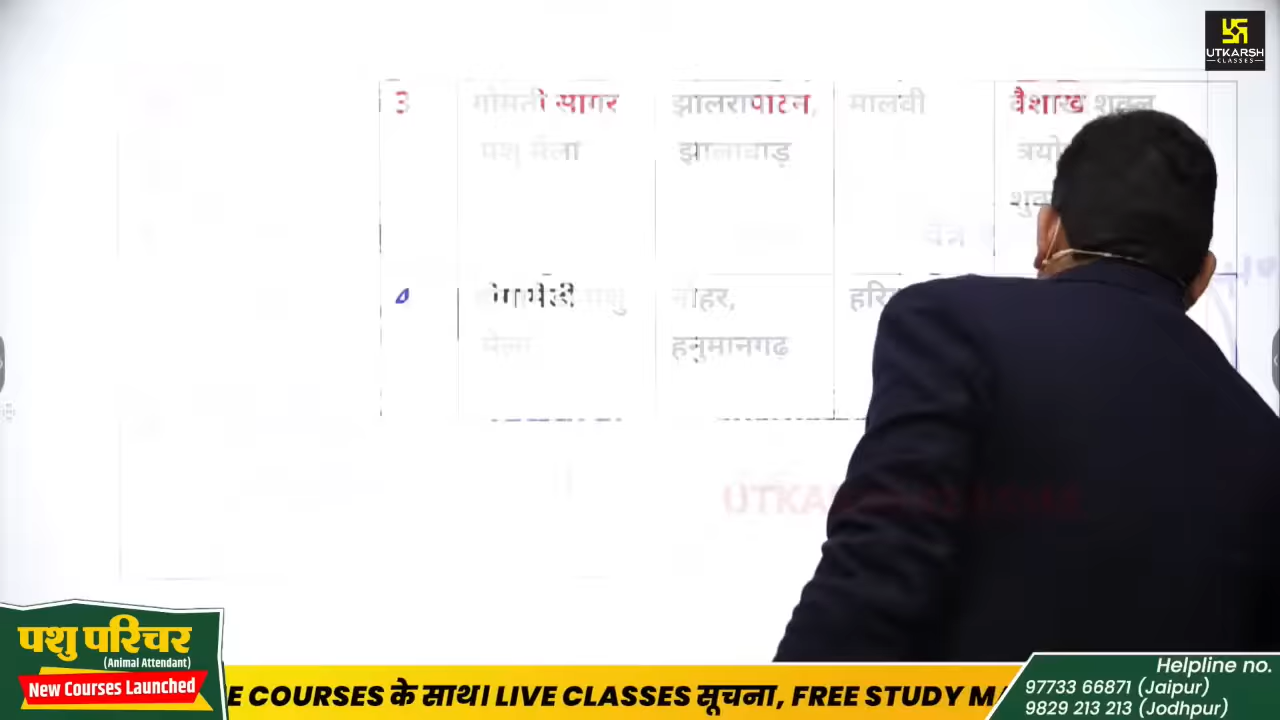 UTKARSH
CLASSES
3 गोमती सागर झालरापाटन, मालवी वैशाख शुक्ल
पशु मेला झालावाड़
4 गोगामेड़ी पशु नोहर,
मेला हनुमानगढ़
पशु परिचर
(Animal Attendant)
New Courses Launched
E COURSES के साथ। LIVE CLASSES सूचना, FREE STUDY
Helpline no.
97733 66871 (Jaipur)
9829 213 213 (Jodhpur)